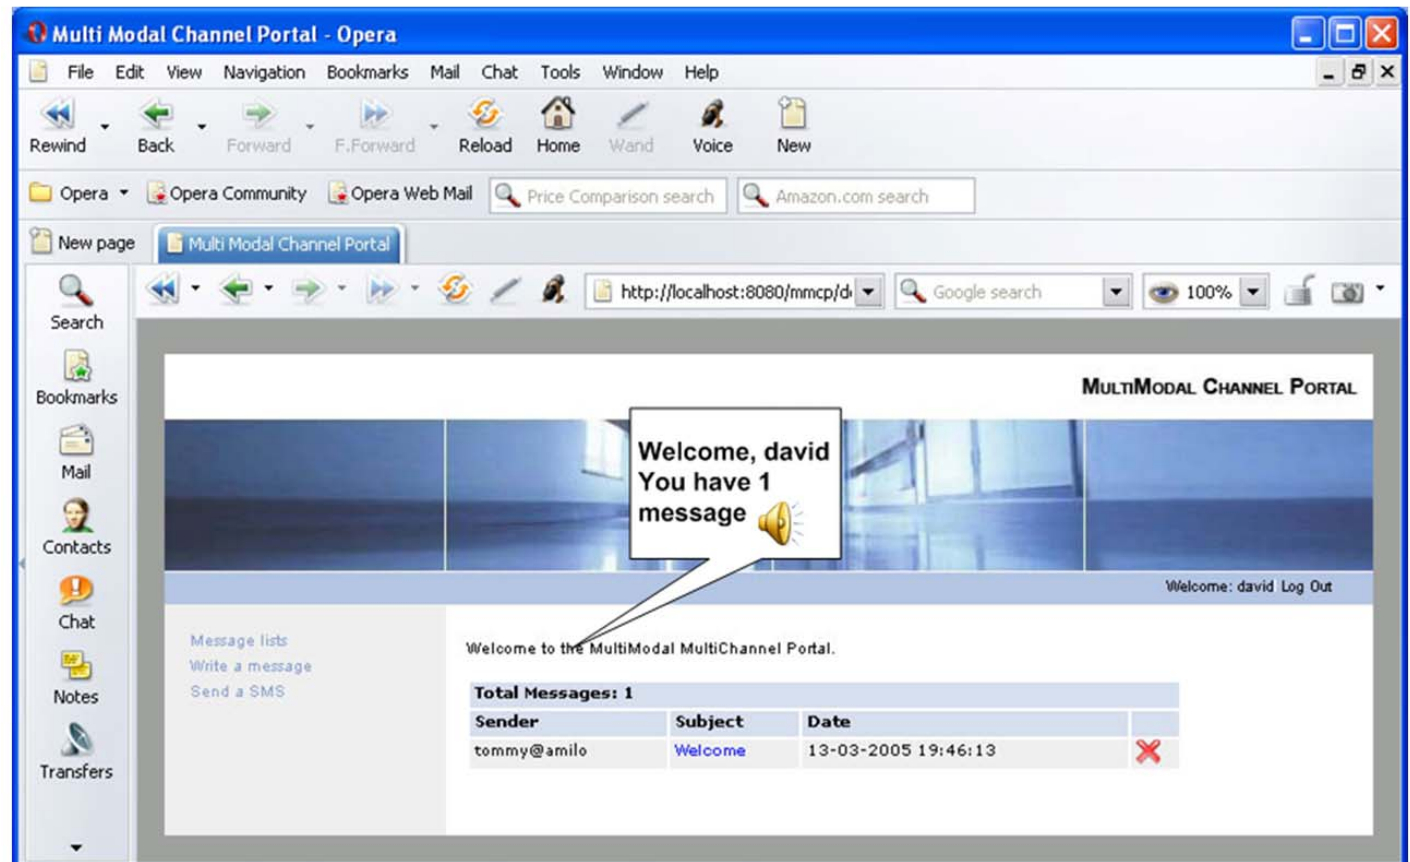 Multi Modal Channel Portal - Opera
File Edit View Navigation Bookmarks Mail Chat Tools Window Help
Rewind Back Forward F.Forward Reload Home Wand Voice New
Opera Opera Community Opera Web Mail Price Comparison search Amazon.com search
New page Multi Modal Channel Portal
http://localhost:8080/mmcp/d Google search 100%
Search
Bookmarks
Mail
Contacts
Chat
Notes
Transfers
MULTIMODAL CHANNEL PORTAL
Welcome, david
You have 1
message
Welcome: david Log Out
Message lists
Write a message
Send a SMS
Welcome to the MultiModal MultiChannel Portal.
Total Messages: 1
Sender Subject Date
tommy@amilo Welcome 13-03-2005 19:46:13